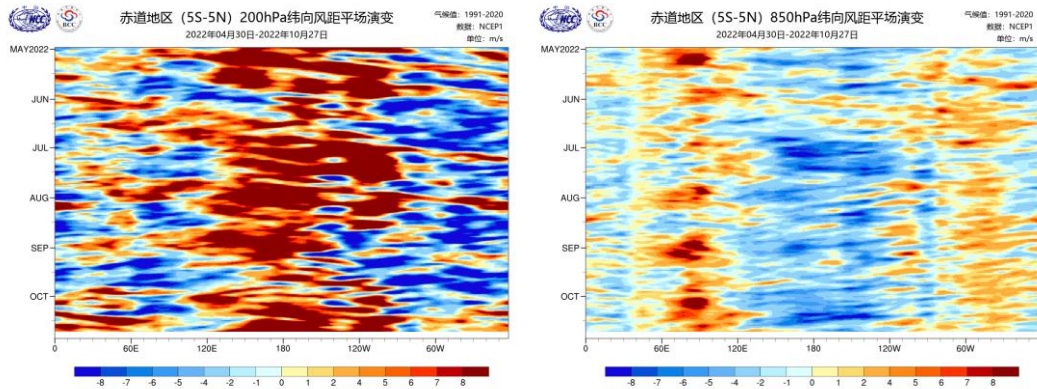 赤道地区（5S-5N）200hPa纬向风距平场演变
2022年04月30日-2022年10月27日
气候值：1991-2020
数据：NCEP1
单位：m/s
NCC
BCC
MAY2022
JUN
JUL
AUG
SEP
OCT
0 60E 120E 180 120W 60W
-8 -7 -6 -5 -4 -2 -1 0 1 2 4 5 6 7 8
赤道地区（5S-5N）850hPa纬向风距平场演变
2022年04月30日-2022年10月27日
气候值：1991-2020
数据：NCEP1
单位：m/s
NCC
BCC
MAY2022
JUN
JUL
AUG
SEP
OCT
0 60E 120E 180 120W 60W
-8 -7 -6 -5 -4 -2 -1 0 1 2 4 5 6 7 8